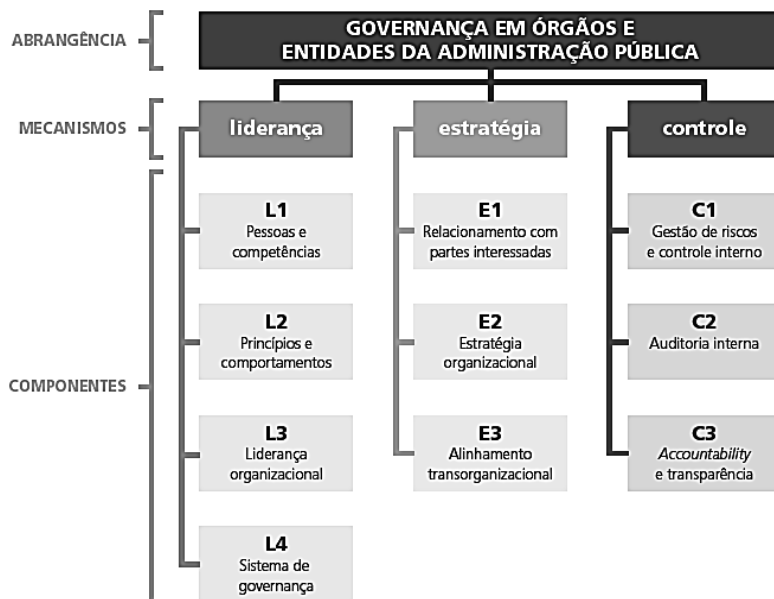 ABRANGÊNCIA
GOVERNANÇA EM ÓRGÃOS E
ENTIDADES DA ADMINISTRAÇÃO PÚBLICA
MECANISMOS
liderança
estratégia
controle
COMPONENTES
L1
Pessoas e
competências
L2
Princípios e
comportamentos
L3
Liderança
organizacional
L4
Sistema de
governança
E1
Relacionamento com
partes interessadas
E2
Estratégia
organizacional
E3
Alinhamento
transorganizacional
C1
Gestão de riscos
e controle interno
C2
Auditoria interna
C3
Accountability
e transparência